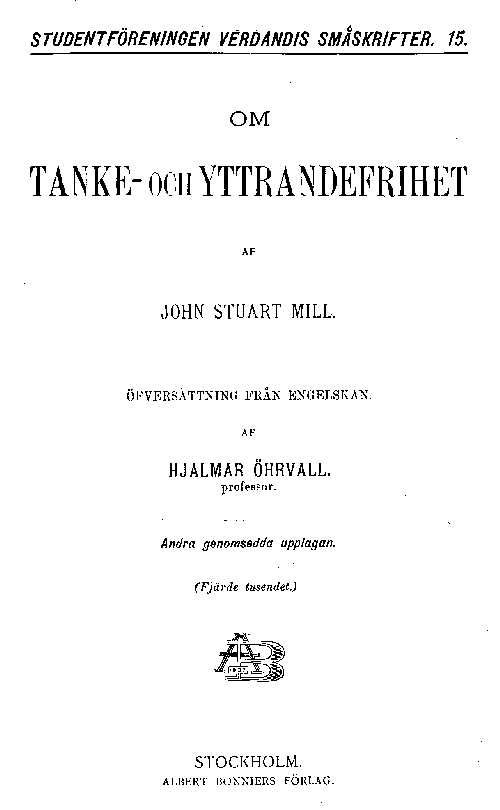 STUDENTFÖRENINGEN VERDANDIS SMÅSKRIFTER. 15.
OM
TANKE- OCH YTTRANDEFRIHET
AF
JOHN STUART MILL.
ÖFVERSÄTTNING FRÅN ENGELSKAN.
AF
HJALMAR ÖHRVALL.
professor.
Andra genomsedda upplagan.
(Fjärde tusendet.)
STOCKHOLM.
ALBERT BONNIERS FÖRLAG.